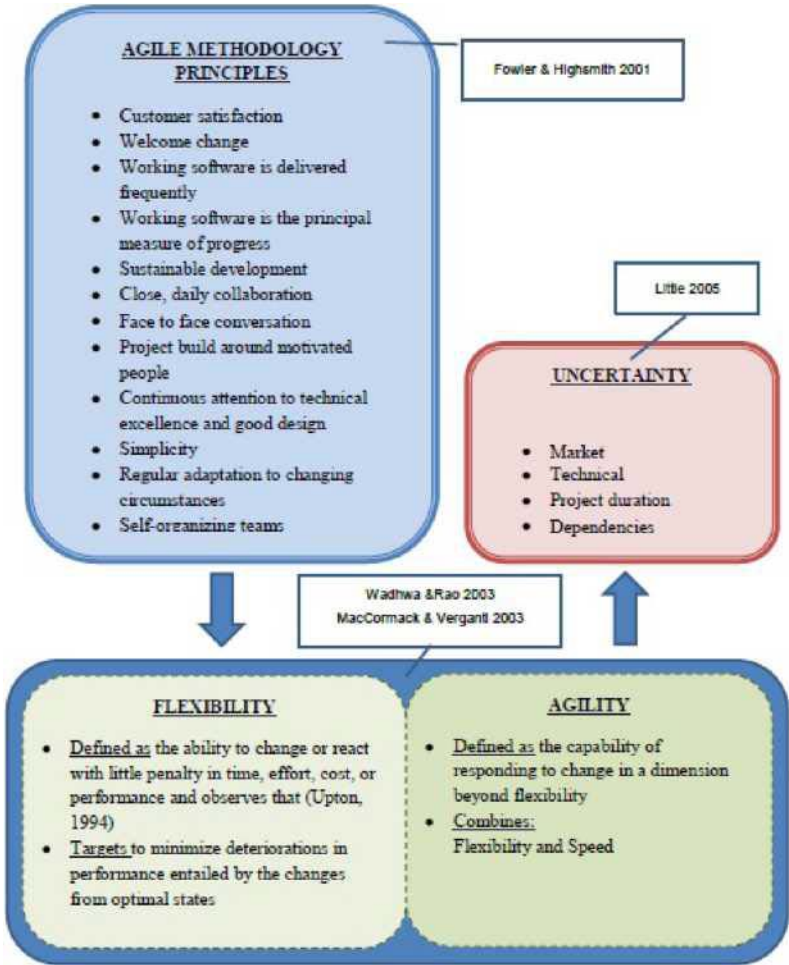 AGILE METHODOLOGY
PRINCIPLES
• Customer satisfaction
• Welcome change
• Working software is delivered
frequently
• Working software is the principal
measure of progress
• Sustainable development
• Close, daily collaboration
• Face to face conversation
• Project build around motivated
people
• Continuous attention to technical
excellence and good design
• Simplicity
• Regular adaptation to changing
circumstances
• Self-organizing teams
Fowler & Highsmith 2001
Little 2005
UNCERTAINTY
• Market
• Technical
• Project duration
• Dependencies
Wadhwa &Rao 2003
MacCormack & Verganti 2003
FLEXIBILITY
• Defined as the ability to change or react
with little penalty in time, effort, cost, or
performance and observes that (Upton,
1994)
• Targets to minimize deteriorations in
performance entailed by the changes
from optimal states
AGILITY
• Defined as the capability of
responding to change in a dimension
beyond flexibility
• Combines:
Flexibility and Speed